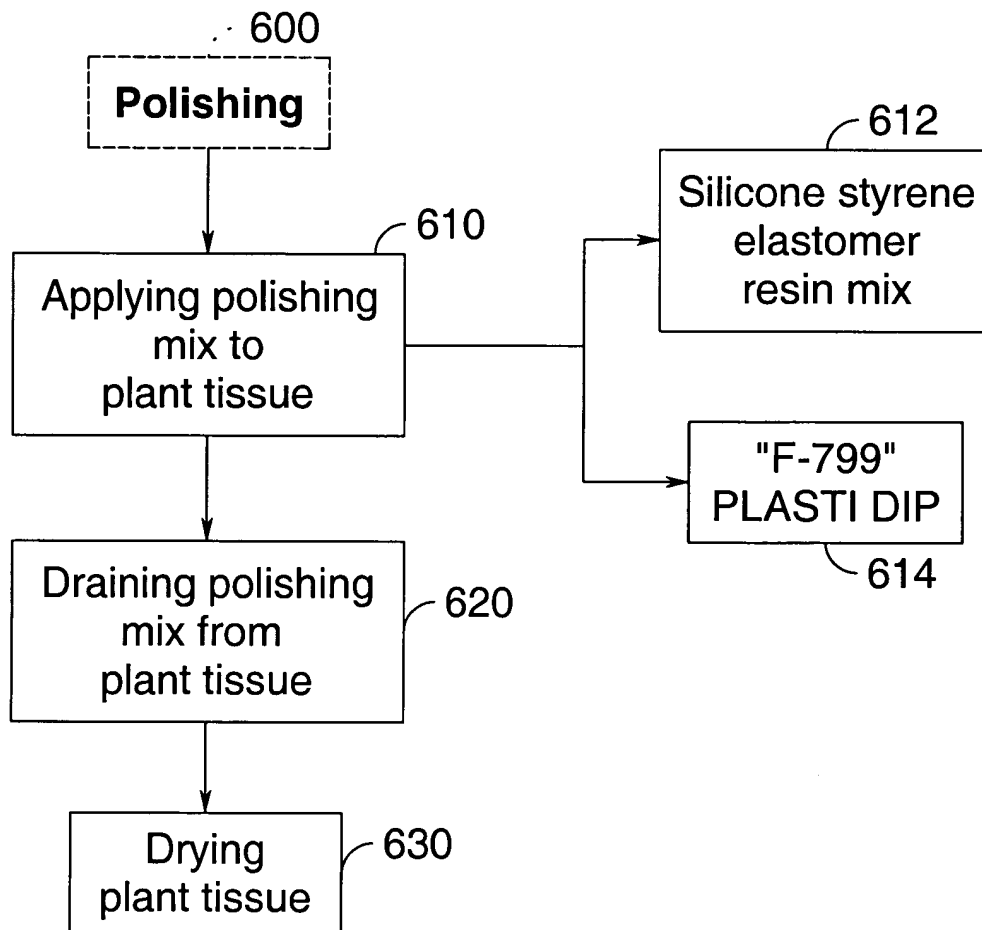 600
Polishing
610
Applying polishing
mix to
plant tissue
612
Silicone styrene
elastomer
resin mix
"F-799"
PLASTI DIP
614
Draining polishing
mix from
plant tissue
620
Drying
plant tissue
630